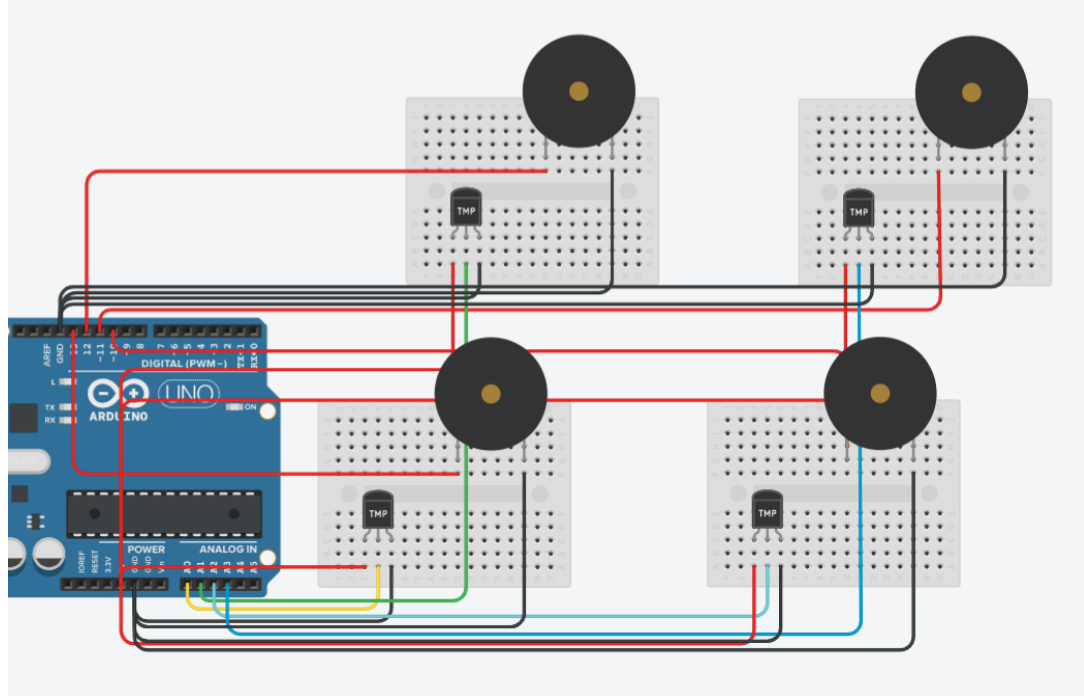 TMP
TMP
AREF
GND
13
12
~11
~10
~9
8
7
~6
~5
4
~3
2
TX→1
RX←0
DIGITAL (PWM~)
L
TX
RX
ARDUINO
UNO
ON
TMP
TMP
POWER
ANALOG IN
IOREF
RESET
3.3V
GND
GND
Vin
A0
A1
A2
A3
A4
A5